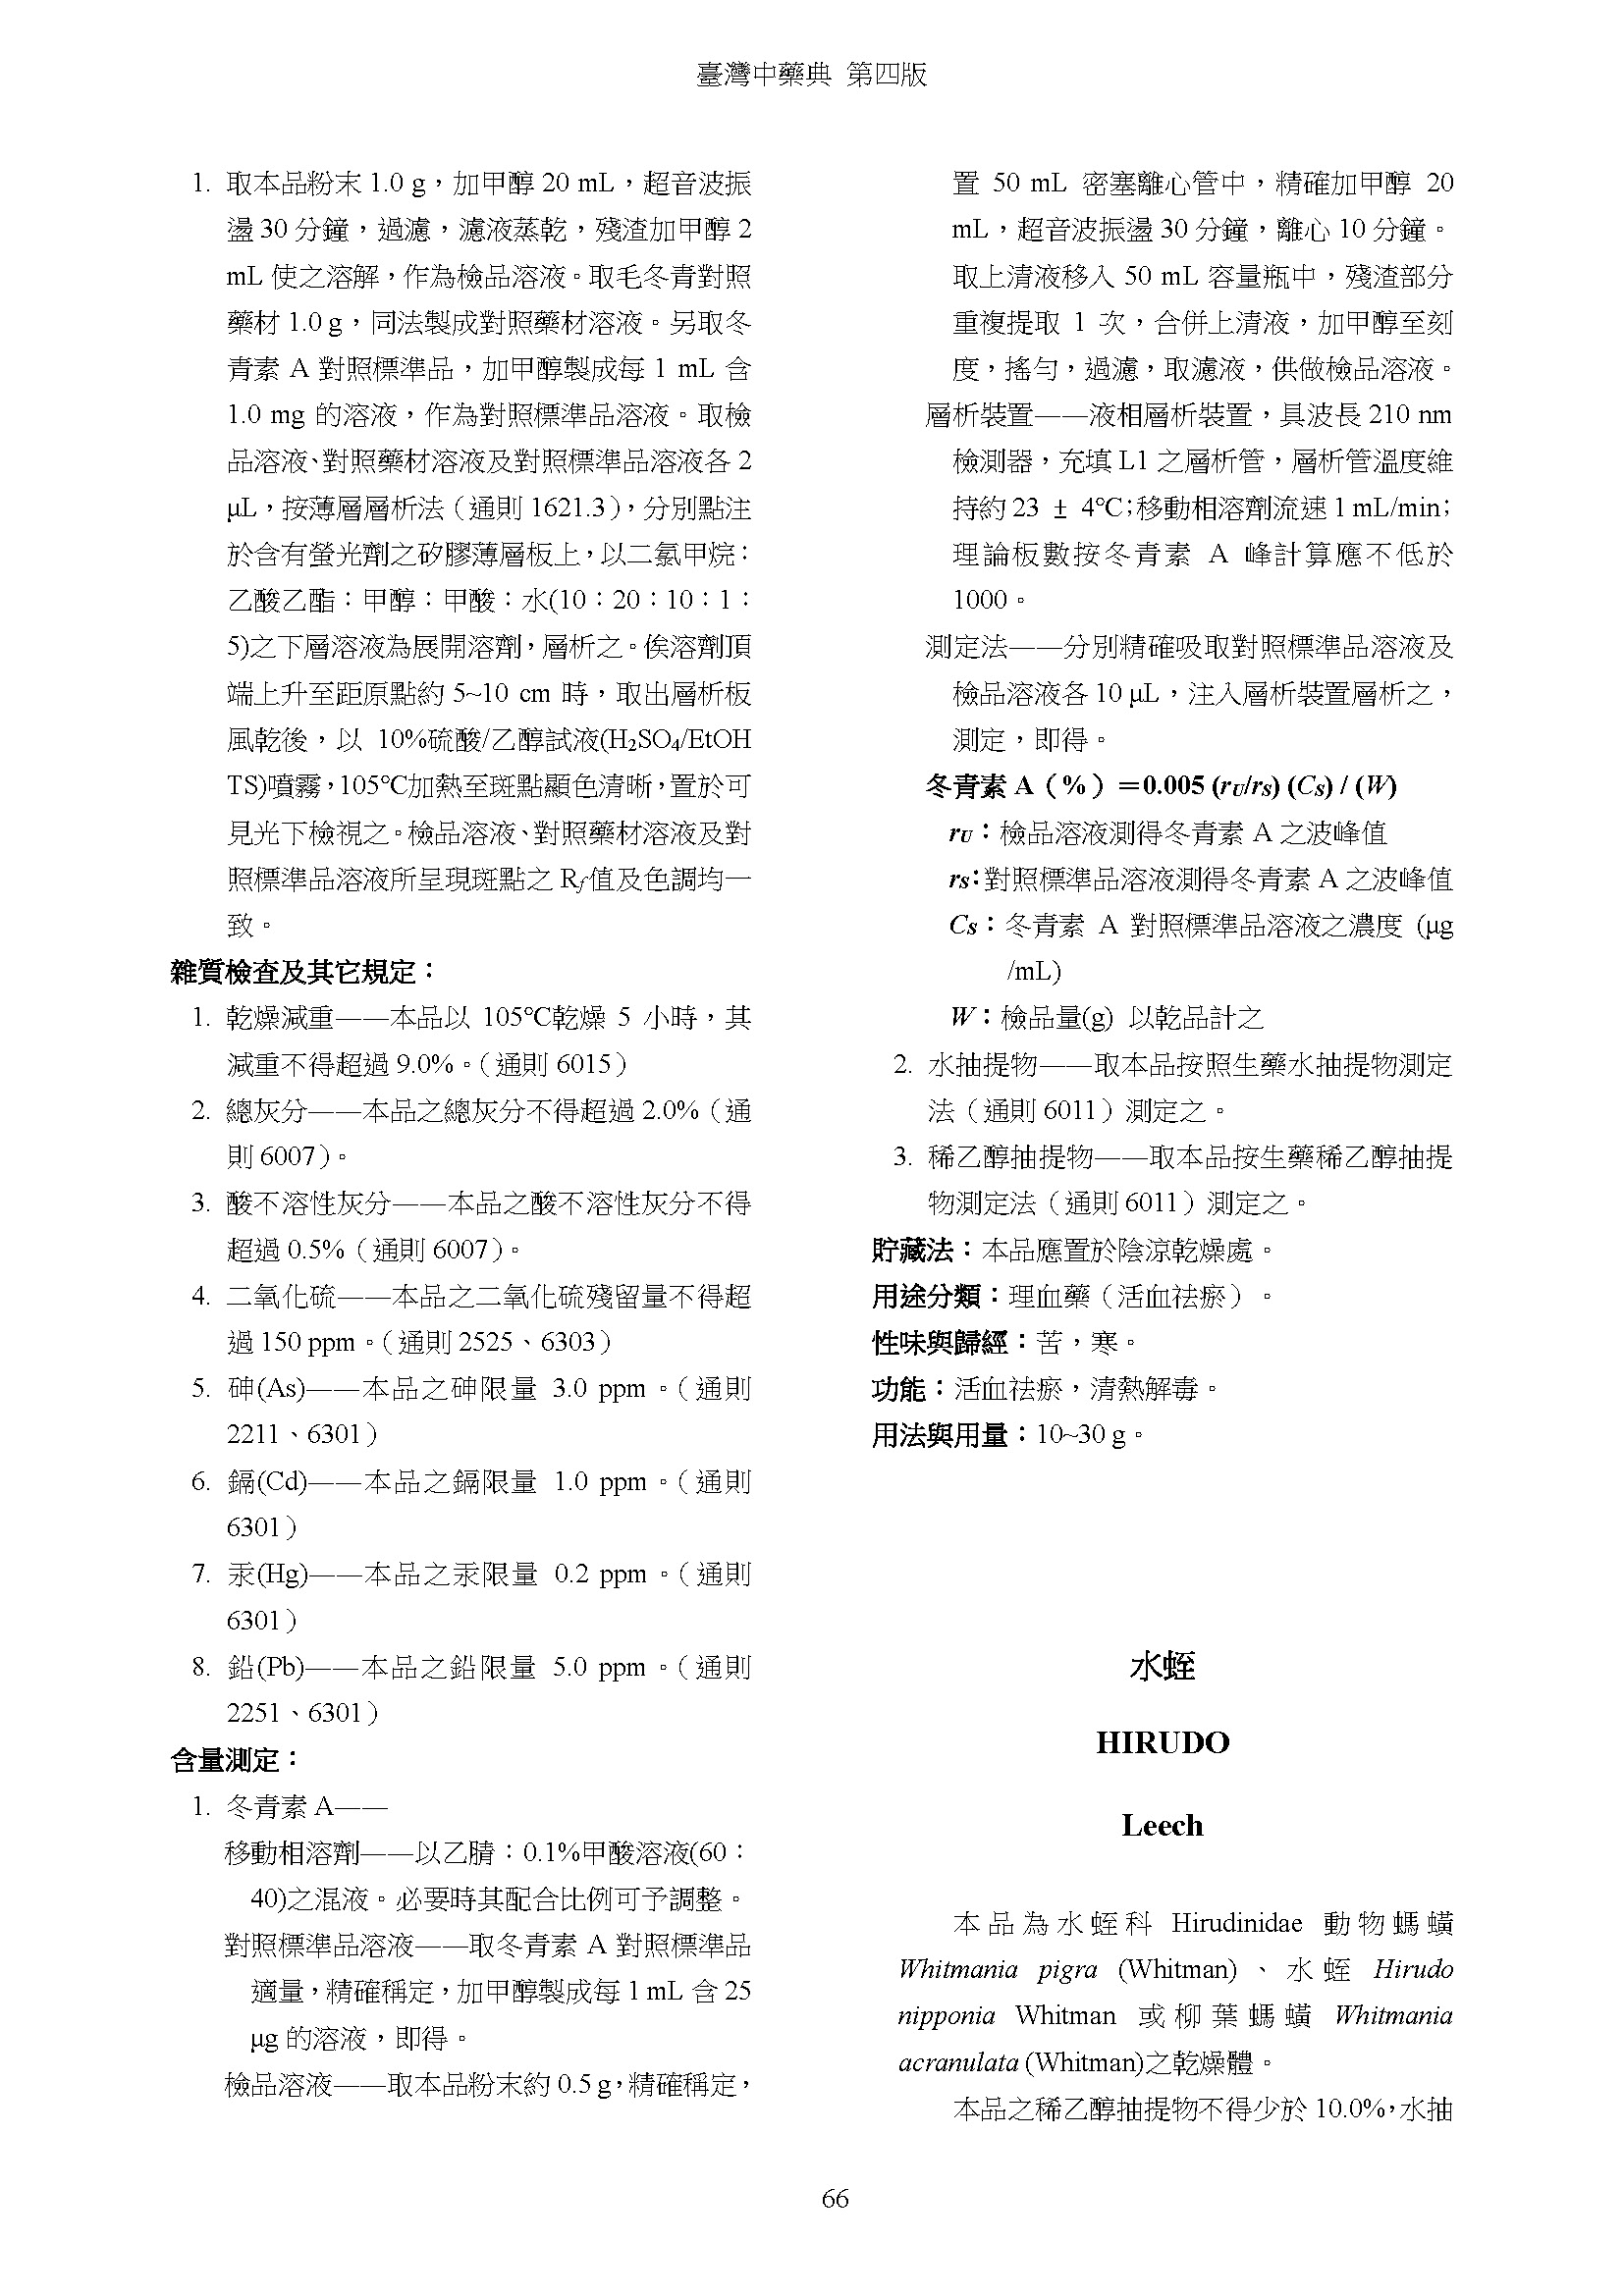 臺灣中藥典 第四版
1. 取本品粉末 1.0 g，加甲醇 20 mL，超音波振
盪 30 分鐘，過濾，濾液蒸乾，殘渣加甲醇 2
mL 使之溶解，作為檢品溶液。取毛冬青對照
藥材 1.0 g，同法製成對照藥材溶液。另取冬
青素 A 對照標準品，加甲醇製成每 1 mL 含
1.0 mg 的溶液，作為對照標準品溶液。取檢
品溶液、對照藥材溶液及對照標準品溶液各 2
μL，按薄層層析法（通則 1621.3），分別點注
於含有螢光劑之矽膠薄層板上，以二氯甲烷：
乙酸乙酯：甲醇：甲酸：水(10：20：10：1：
5)之下層溶液為展開溶劑，層析之。俟溶劑頂
端上升至距原點約 5~10 cm 時，取出層析板
風乾後，以 10%硫酸/乙醇試液(H₂SO₄/EtOH
TS)噴霧，105℃加熱至斑點顯色清晰，置於可
見光下檢視之。檢品溶液、對照藥材溶液及對
照標準品溶液所呈現斑點之 Rf值及色調均一
致。
雜質檢查及其它規定：
1. 乾燥減重——本品以 105℃乾燥 5 小時，其
減重不得超過 9.0%。（通則 6015）
2. 總灰分——本品之總灰分不得超過 2.0%（通
則 6007）。
3. 酸不溶性灰分——本品之酸不溶性灰分不得
超過 0.5%（通則 6007）。
4. 二氧化硫——本品之二氧化硫殘留量不得超
過 150 ppm。（通則 2525、6303）
5. 砷(As)——本品之砷限量 3.0 ppm。（通則
2211、6301）
6. 鎘(Cd)——本品之鎘限量 1.0 ppm。（通則
6301）
7. 汞(Hg)——本品之汞限量 0.2 ppm。（通則
6301）
8. 鉛(Pb)——本品之鉛限量 5.0 ppm。（通則
2251、6301）
含量測定：
1. 冬青素 A——
移動相溶劑——以乙腈：0.1%甲酸溶液(60：
40)之混液。必要時其配合比例可予調整。
對照標準品溶液——取冬青素 A 對照標準品
適量，精確稱定，加甲醇製成每 1 mL 含 25
μg 的溶液，即得。
檢品溶液——取本品粉末約 0.5 g，精確稱定，
置 50 mL 密塞離心管中，精確加甲醇 20
mL，超音波振盪 30 分鐘，離心 10 分鐘。
取上清液移入 50 mL 容量瓶中，殘渣部分
重複提取 1 次，合併上清液，加甲醇至刻
度，搖勻，過濾，取濾液，供做檢品溶液。
層析裝置——液相層析裝置，具波長 210 nm
檢測器，充填 L1 之層析管，層析管溫度維
持約 23 ± 4℃；移動相溶劑流速 1 mL/min；
理論板數按冬青素 A 峰計算應不低於
1000。
測定法——分別精確吸取對照標準品溶液及
檢品溶液各 10 μL，注入層析裝置層析之，
測定，即得。
冬青素 A（%）＝0.005 (rU/rS) (CS) / (W)
rU：檢品溶液測得冬青素 A 之波峰值
rS：對照標準品溶液測得冬青素 A 之波峰值
CS：冬青素 A 對照標準品溶液之濃度 (μg
/mL)
W：檢品量(g) 以乾品計之
2. 水抽提物——取本品按照生藥水抽提物測定
法（通則 6011）測定之。
3. 稀乙醇抽提物——取本品按生藥稀乙醇抽提
物測定法（通則 6011）測定之。
貯藏法：本品應置於陰涼乾燥處。
用途分類：理血藥（活血祛瘀）。
性味與歸經：苦，寒。
功能：活血祛瘀，清熱解毒。
用法與用量：10~30 g。
水蛭
HIRUDO
Leech
本品為水蛭科 Hirudinidae 動物螞蟥
Whitmania pigra (Whitman)、水蛭 Hirudo
nipponia Whitman 或柳葉螞蟥 Whitmania
acranulata (Whitman)之乾燥體。
本品之稀乙醇抽提物不得少於 10.0%，水抽
66